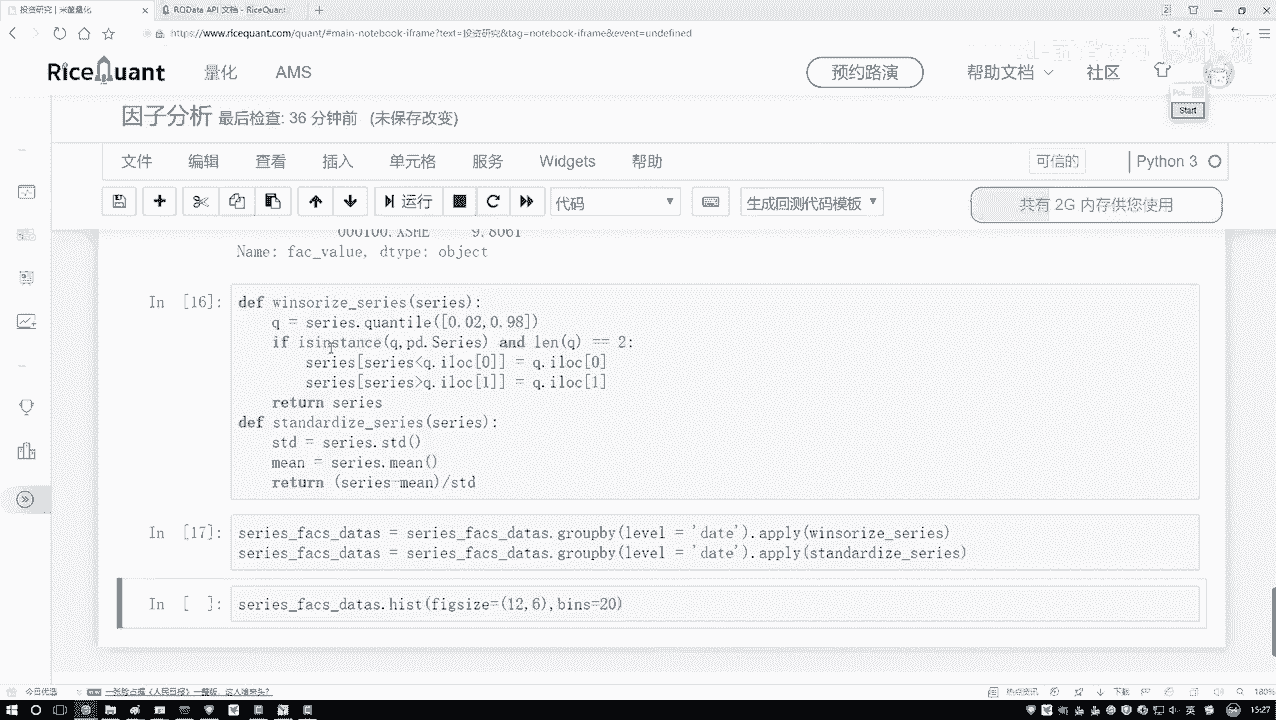 投资研究 | 米筐量化
RQData API 文档 - RiceQuant
https://www.ricequant.com/quant/#main-notebook-iframe?text=投资研究&tag=notebook-iframe&event=undefined
RiceQuant 量化 AMS 预约路演 帮助文档 社区
Start
因子分析 最后检查: 36 分钟前 (未保存改变)
文件 编辑 查看 插入 单元格 服务 Widgets 帮助 可信的 Python 3
运行 代码 生成回测代码模板 共有 2G 内存供您使用
000100.XSHE 9.8061
Name: fac_value, dtype: object
In [16]: def winsorize_series(series):
q = series.quantile([0.02,0.98])
if isinstance(q,pd.Series) and len(q) == 2:
series[series<q.iloc[0]] = q.iloc[0]
series[series>q.iloc[1]] = q.iloc[1]
return series
def standardize_series(series):
std = series.std()
mean = series.mean()
return (series-mean)/std
In [17]: series_facs_datas = series_facs_datas.groupby(level = 'date').apply(winsorize_series)
series_facs_datas = series_facs_datas.groupby(level = 'date').apply(standardize_series)
In [ ]: series_facs_datas.hist(figsize=(12,6),bins=20)
今日优选
热点资讯 下载 180%
15:27